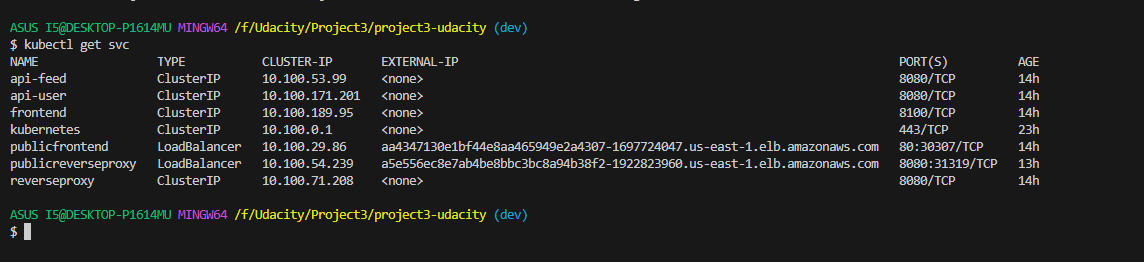 ASUS I5@DESKTOP-P1614MU MINGW64 /f/Udacity/Project3/project3-udacity (dev)
$ kubectl get svc
NAME TYPE CLUSTER-IP EXTERNAL-IP PORT(S) AGE
api-feed ClusterIP 10.100.53.99 <none> 8080/TCP 14h
api-user ClusterIP 10.100.171.201 <none> 8080/TCP 14h
frontend ClusterIP 10.100.189.95 <none> 8100/TCP 14h
kubernetes ClusterIP 10.100.0.1 <none> 443/TCP 23h
publicfrontend LoadBalancer 10.100.29.86 aa4347130e1bf44e8aa465949e2a4307-1697724047.us-east-1.elb.amazonaws.com 80:30307/TCP 14h
publicreverseproxy LoadBalancer 10.100.54.239 a5e556ec8e7ab4be8bbc3bc8a94b38f2-1922823960.us-east-1.elb.amazonaws.com 8080:31319/TCP 13h
reverseproxy ClusterIP 10.100.71.208 <none> 8080/TCP 14h
ASUS I5@DESKTOP-P1614MU MINGW64 /f/Udacity/Project3/project3-udacity (dev)
$